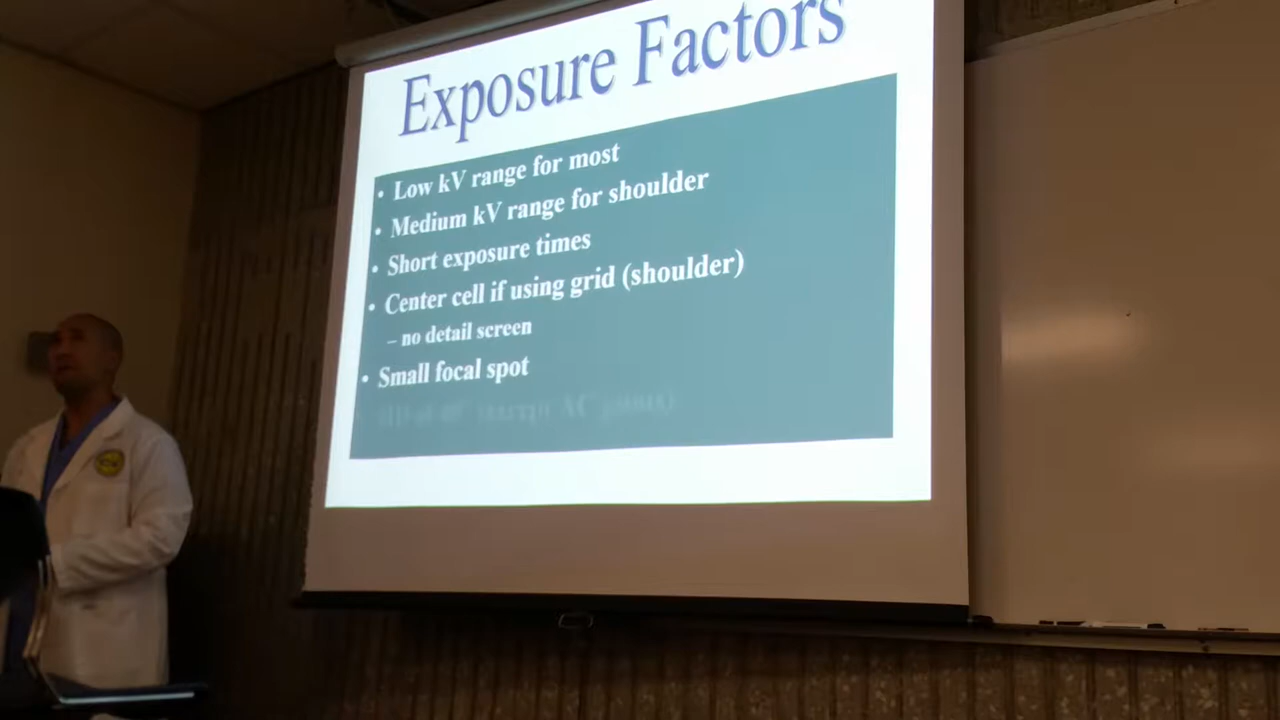 Exposure Factors
• Low kV range for most
• Medium kV range for shoulder
• Short exposure times
• Center cell if using grid (shoulder)
– no detail screen
• Small focal spot